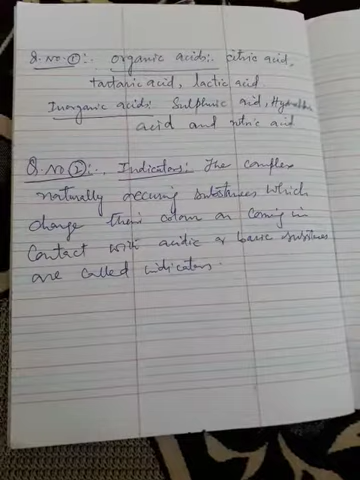 Q.No ①:. Organic acids:. citric acid,
tartaric acid, lactic acid
Inorganic acid: Sulphuric acid, Hydrochloric
acid and nitric acid
Q.No ②:. Indicators: The complex
naturally occuring substances which
change their colour on coming in
Contact with acidic & basic substances
are called indicators.